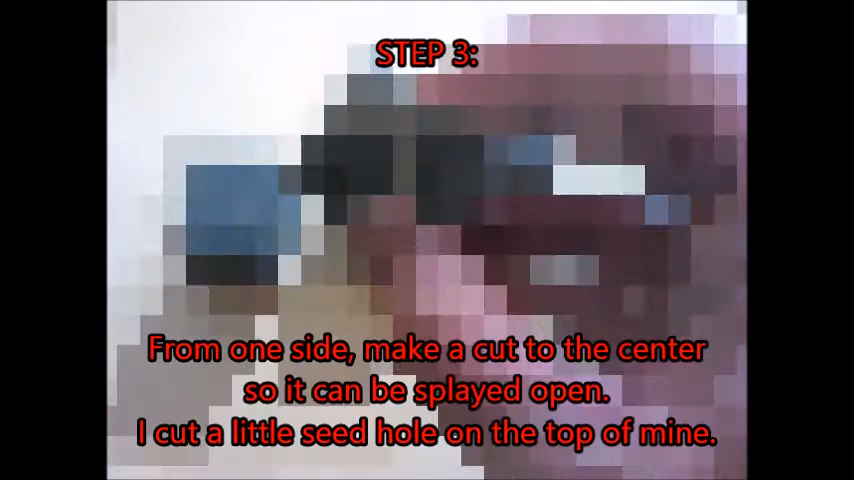 STEP 3:
From one side, make a cut to the center
so it can be splayed open.
I cut a little seed hole on the top of mine.